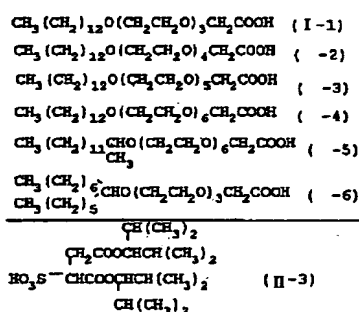 CH₃(CH₂)₁₂O(CH₂CH₂O)₃CH₂COOH (I-1)
CH₃(CH₂)₁₂O(CH₂CH₂O)₄CH₂COOH ( -2)
CH₃(CH₂)₁₂O(CH₂CH₂O)₅CH₂COOH ( -3)
CH₃(CH₂)₁₂O(CH₂CH₂O)₆CH₂COOH ( -4)
CH₃(CH₂)₁₁CHO(CH₂CH₂O)₆CH₂COOH ( -5)
CH₃
CH₃(CH₂)₆CHO(CH₂CH₂O)₃CH₂COOH ( -6)
CH₃(CH₂)₅
CH(CH₃)₂
CH₂COOCHCH(CH₃)₂
HO₃S-CHCOOCHCH(CH₃)₂ (II-3)
CH(CH₃)₂